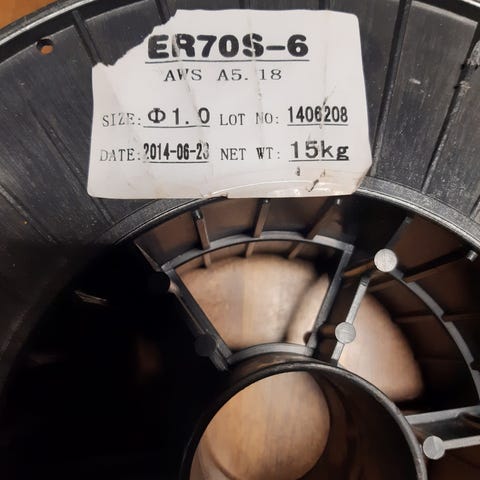 ER70S-6
AWS A5.18
SIZE: Φ1.0 LOT NO: 1406208
DATE: 2014-06-23 NET WT: 15kg